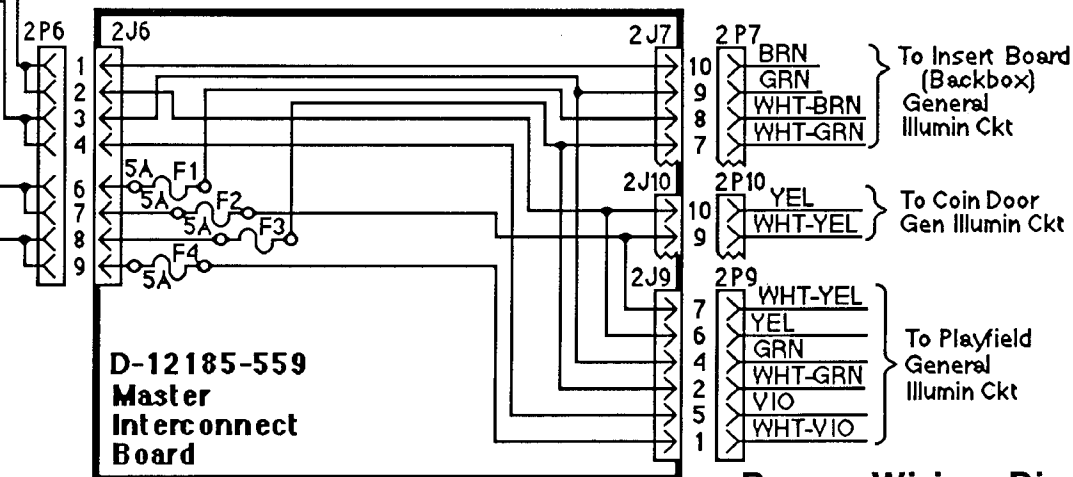 2P6 2J6 2J7 2P7
1 10 BRN
2 9 GRN
3 8 WHT-BRN
4 7 WHT-GRN
To Insert Board
(Backbox)
General
Illumin Ckt
6 5A F1
7 5A F2
8 5A F3
9 5A F4
2J10 2P10
10 YEL
9 WHT-YEL
To Coin Door
Gen Illumin Ckt
2J9 2P9
7 WHT-YEL
6 YEL
4 GRN
2 WHT-GRN
5 VIO
1 WHT-VIO
To Playfield
General
Illumin Ckt
D-12185-559
Master
Interconnect
Board